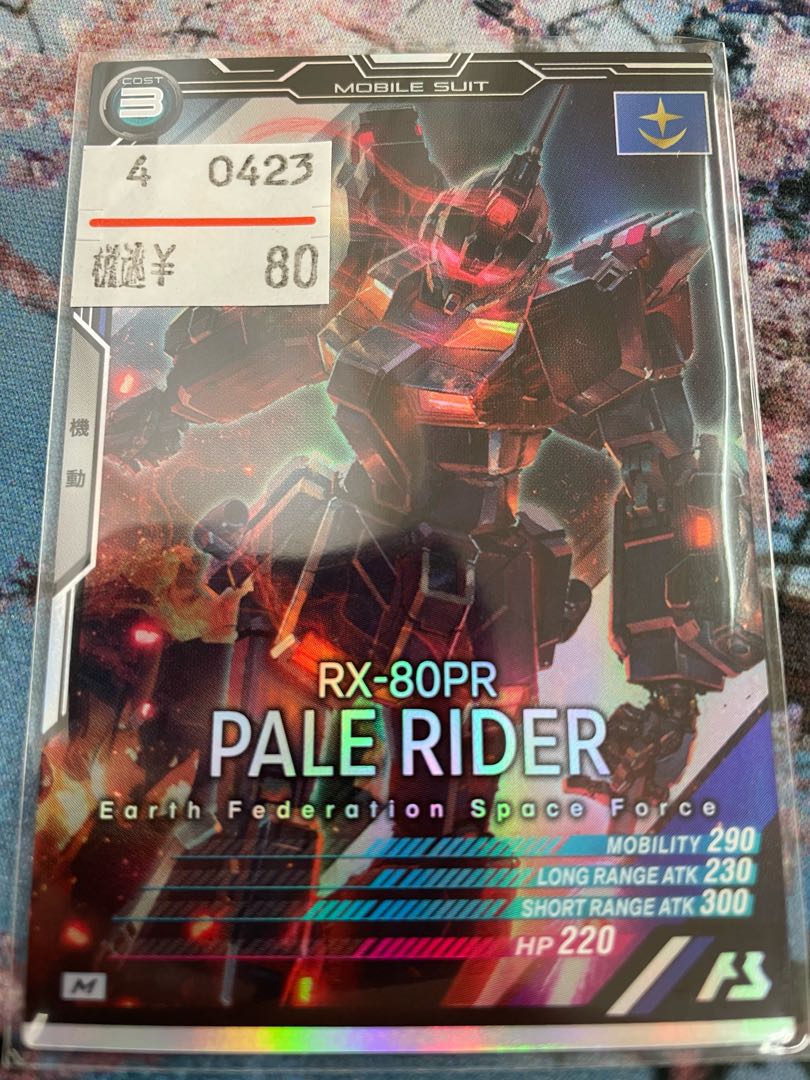 COST
3
MOBILE SUIT
4 0423
税込¥ 80
機動
RX-80PR
PALE RIDER
Earth Federation Space Force
MOBILITY 290
LONG RANGE ATK 230
SHORT RANGE ATK 300
HP 220
M
AS